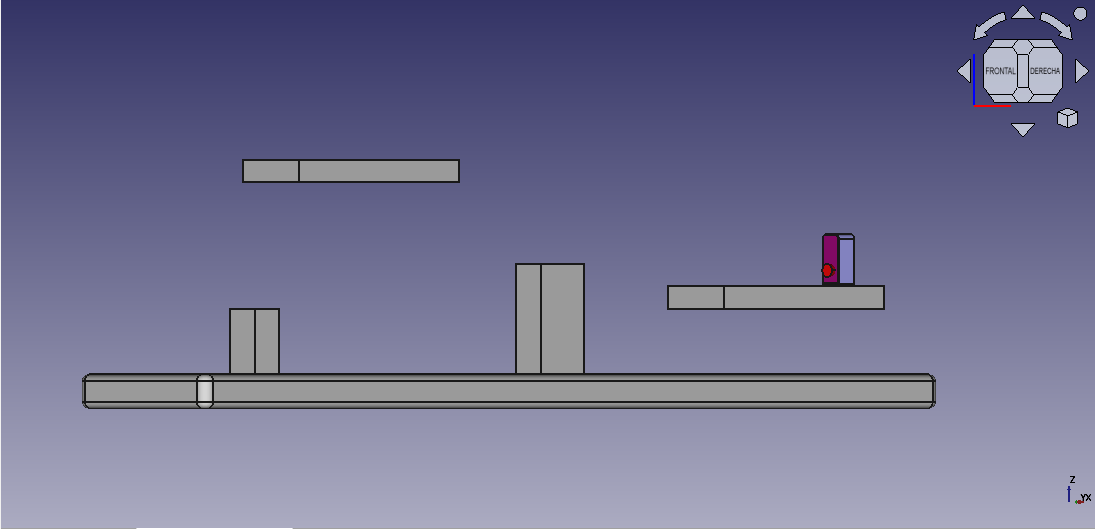 FRONTAL
DERECHA
Z
YX